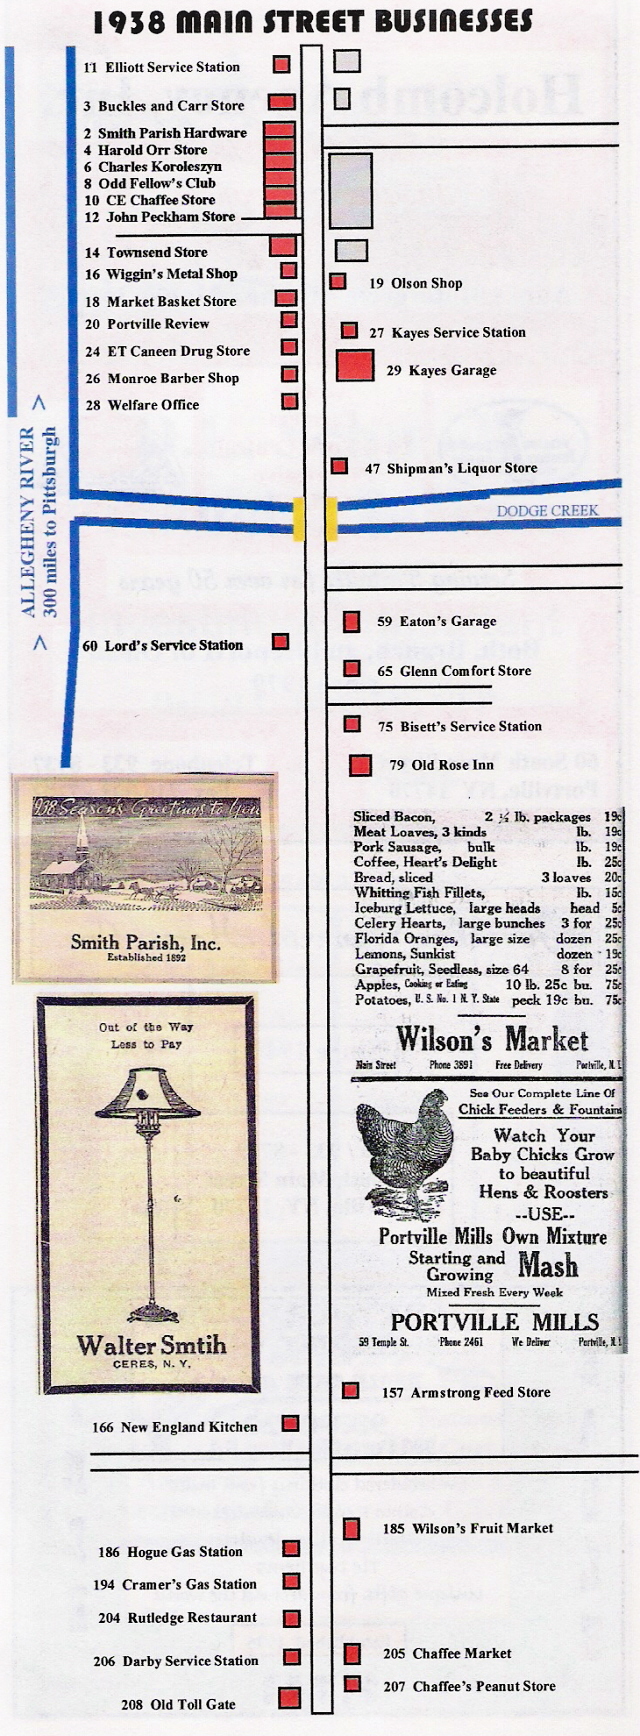 1938 MAIN STREET BUSINESSES
11 Elliott Service Station
3 Buckles and Carr Store
2 Smith Parish Hardware
4 Harold Orr Store
6 Charles Koroleszyn
8 Odd Fellow's Club
10 CE Chaffee Store
12 John Peckham Store
14 Townsend Store
16 Wiggin's Metal Shop
19 Olson Shop
18 Market Basket Store
20 Portville Review
27 Kayes Service Station
24 ET Caneen Drug Store
29 Kayes Garage
26 Monroe Barber Shop
28 Welfare Office
47 Shipman's Liquor Store
ALLEGHENY RIVER >
300 miles to Pittsburgh
>
DODGE CREEK
59 Eaton's Garage
60 Lord's Service Station
65 Glenn Comfort Store
75 Bisett's Service Station
79 Old Rose Inn
1938 Season's Greetings to You
Smith Parish, Inc.
Established 1892
Out of the Way
Less to Pay
Walter Smtih
CERES, N. Y.
Sliced Bacon, 2 ½ lb. packages 19c
Meat Loaves, 3 kinds lb. 19c
Pork Sausage, bulk lb. 19c
Coffee, Heart's Delight lb. 25c
Bread, sliced 3 loaves 20c
Whitting Fish Fillets, lb. 15c
Iceburg Lettuce, large heads head 5c
Celery Hearts, large bunches 3 for 25c
Florida Oranges, large size dozen 25c
Lemons, Sunkist dozen 19c
Grapefruit, Seedless, size 64 8 for 25c
Apples, Cooking or Eating 10 lb. 25c bu. 75c
Potatoes, U. S. No. 1 N. Y. State peck 19c bu. 75c
Wilson's Market
Main Street Phone 3891 Free Delivery Portville, N. Y.
See Our Complete Line Of
Chick Feeders & Fountains
Watch Your
Baby Chicks Grow
to beautiful
Hens & Roosters
--USE--
Portville Mills Own Mixture
Starting and
Growing Mash
Mixed Fresh Every Week
PORTVILLE MILLS
59 Temple St. Phone 2461 We Deliver Portville, N.Y.
157 Armstrong Feed Store
166 New England Kitchen
185 Wilson's Fruit Market
186 Hogue Gas Station
194 Cramer's Gas Station
204 Rutledge Restaurant
205 Chaffee Market
206 Darby Service Station
207 Chaffee's Peanut Store
208 Old Toll Gate